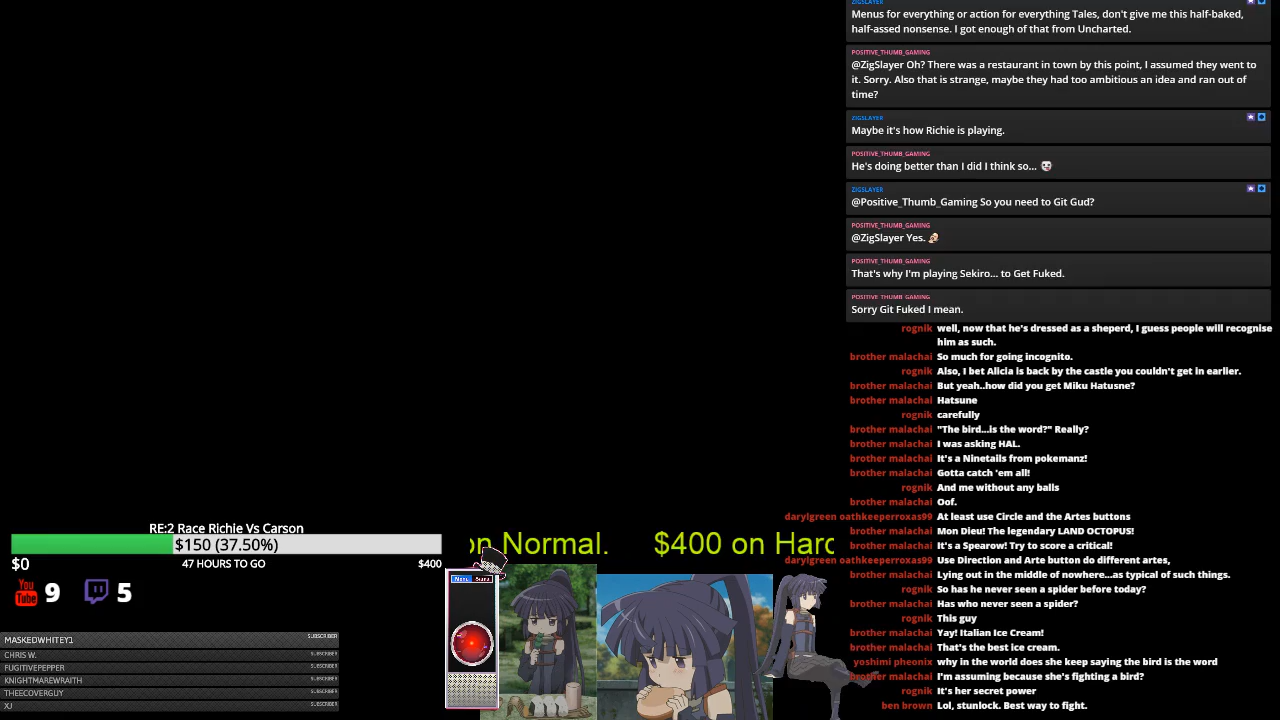 ZIGSLAYER
Menus for everything or action for everything Tales, don't give me this half-baked,
half-assed nonsense. I got enough of that from Uncharted.
POSITIVE_THUMB_GAMING
@ZigSlayer Oh? There was a restaurant in town by this point, I assumed they went to
it. Sorry. Also that is strange, maybe they had too ambitious an idea and ran out of
time?
ZIGSLAYER
Maybe it's how Richie is playing.
POSITIVE_THUMB_GAMING
He's doing better than I did I think so...
ZIGSLAYER
@Positive_Thumb_Gaming So you need to Git Gud?
POSITIVE_THUMB_GAMING
@ZigSlayer Yes.
POSITIVE_THUMB_GAMING
That's why I'm playing Sekiro... to Get Fuked.
POSITIVE_THUMB_GAMING
Sorry Git Fuked I mean.
rognik well, now that he's dressed as a sheperd, I guess people will recognise
him as such.
brother malachai So much for going incognito.
rognik Also, I bet Alicia is back by the castle you couldn't get in earlier.
brother malachai But yeah..how did you get Miku Hatusne?
brother malachai Hatsune
rognik carefully
brother malachai "The bird...is the word?" Really?
brother malachai I was asking HAL.
brother malachai It's a Ninetails from pokemanz!
brother malachai Gotta catch 'em all!
rognik And me without any balls
brother malachai Oof.
darylgreen oathkeeperroxas99 At least use Circle and the Artes buttons
brother malachai Mon Dieu! The legendary LAND OCTOPUS!
brother malachai It's a Spearow! Try to score a critical!
darylgreen oathkeeperroxas99 Use Direction and Arte button do different artes,
brother malachai Lying out in the middle of nowhere...as typical of such things.
rognik So has he never seen a spider before today?
brother malachai Has who never seen a spider?
rognik This guy
brother malachai Yay! Italian Ice Cream!
brother malachai That's the best ice cream.
yoshimi pheonix why in the world does she keep saying the bird is the word
brother malachai I'm assuming because she's fighting a bird?
rognik It's her secret power
ben brown Lol, stunlock. Best way to fight.
RE:2 Race Richie Vs Carson
$150 (37.50%)
$0 47 HOURS TO GO $400
on Normal. $400 on Hard
You Tube 9 5
MASKEDWHITEY1 SUBSCRIBER
CHRIS W. SUBSCRIBER
FUGITIVEPEPPER SUBSCRIBER
KNIGHTMAREWRAITH SUBSCRIBER
THEECOVERGUY SUBSCRIBER
XJ SUBSCRIBER